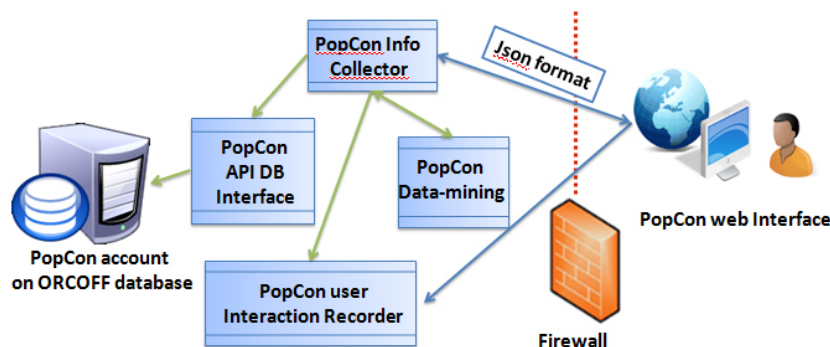 PopCon Info
Collector
Json format
PopCon
API DB
Interface
PopCon
Data-mining
PopCon web Interface
PopCon account
on ORCOFF database
PopCon user
Interaction Recorder
Firewall